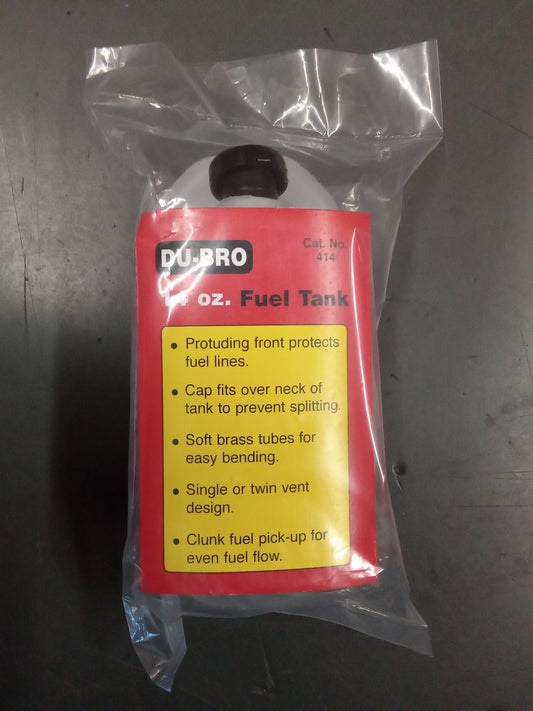 DU-BRO
Cat. No.
414
14 oz. Fuel Tank
• Protuding front protects
fuel lines.
• Cap fits over neck of
tank to prevent splitting.
• Soft brass tubes for
easy bending.
• Single or twin vent
design.
• Clunk fuel pick-up for
even fuel flow.